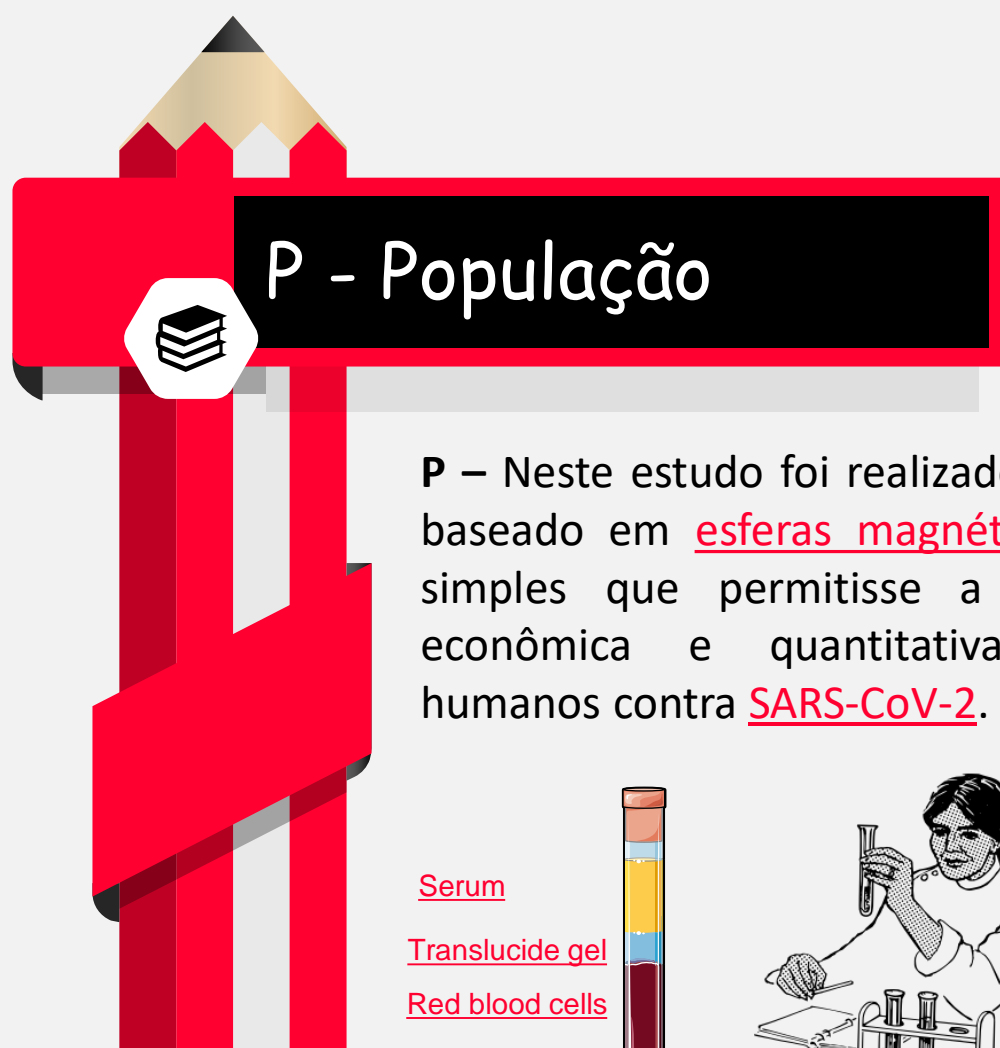 P - População
P – Neste estudo foi realizado
baseado em esferas magnét
simples que permitisse a
econômica e quantitativa
humanos contra SARS-CoV-2.
Serum
Translucide gel
Red blood cells